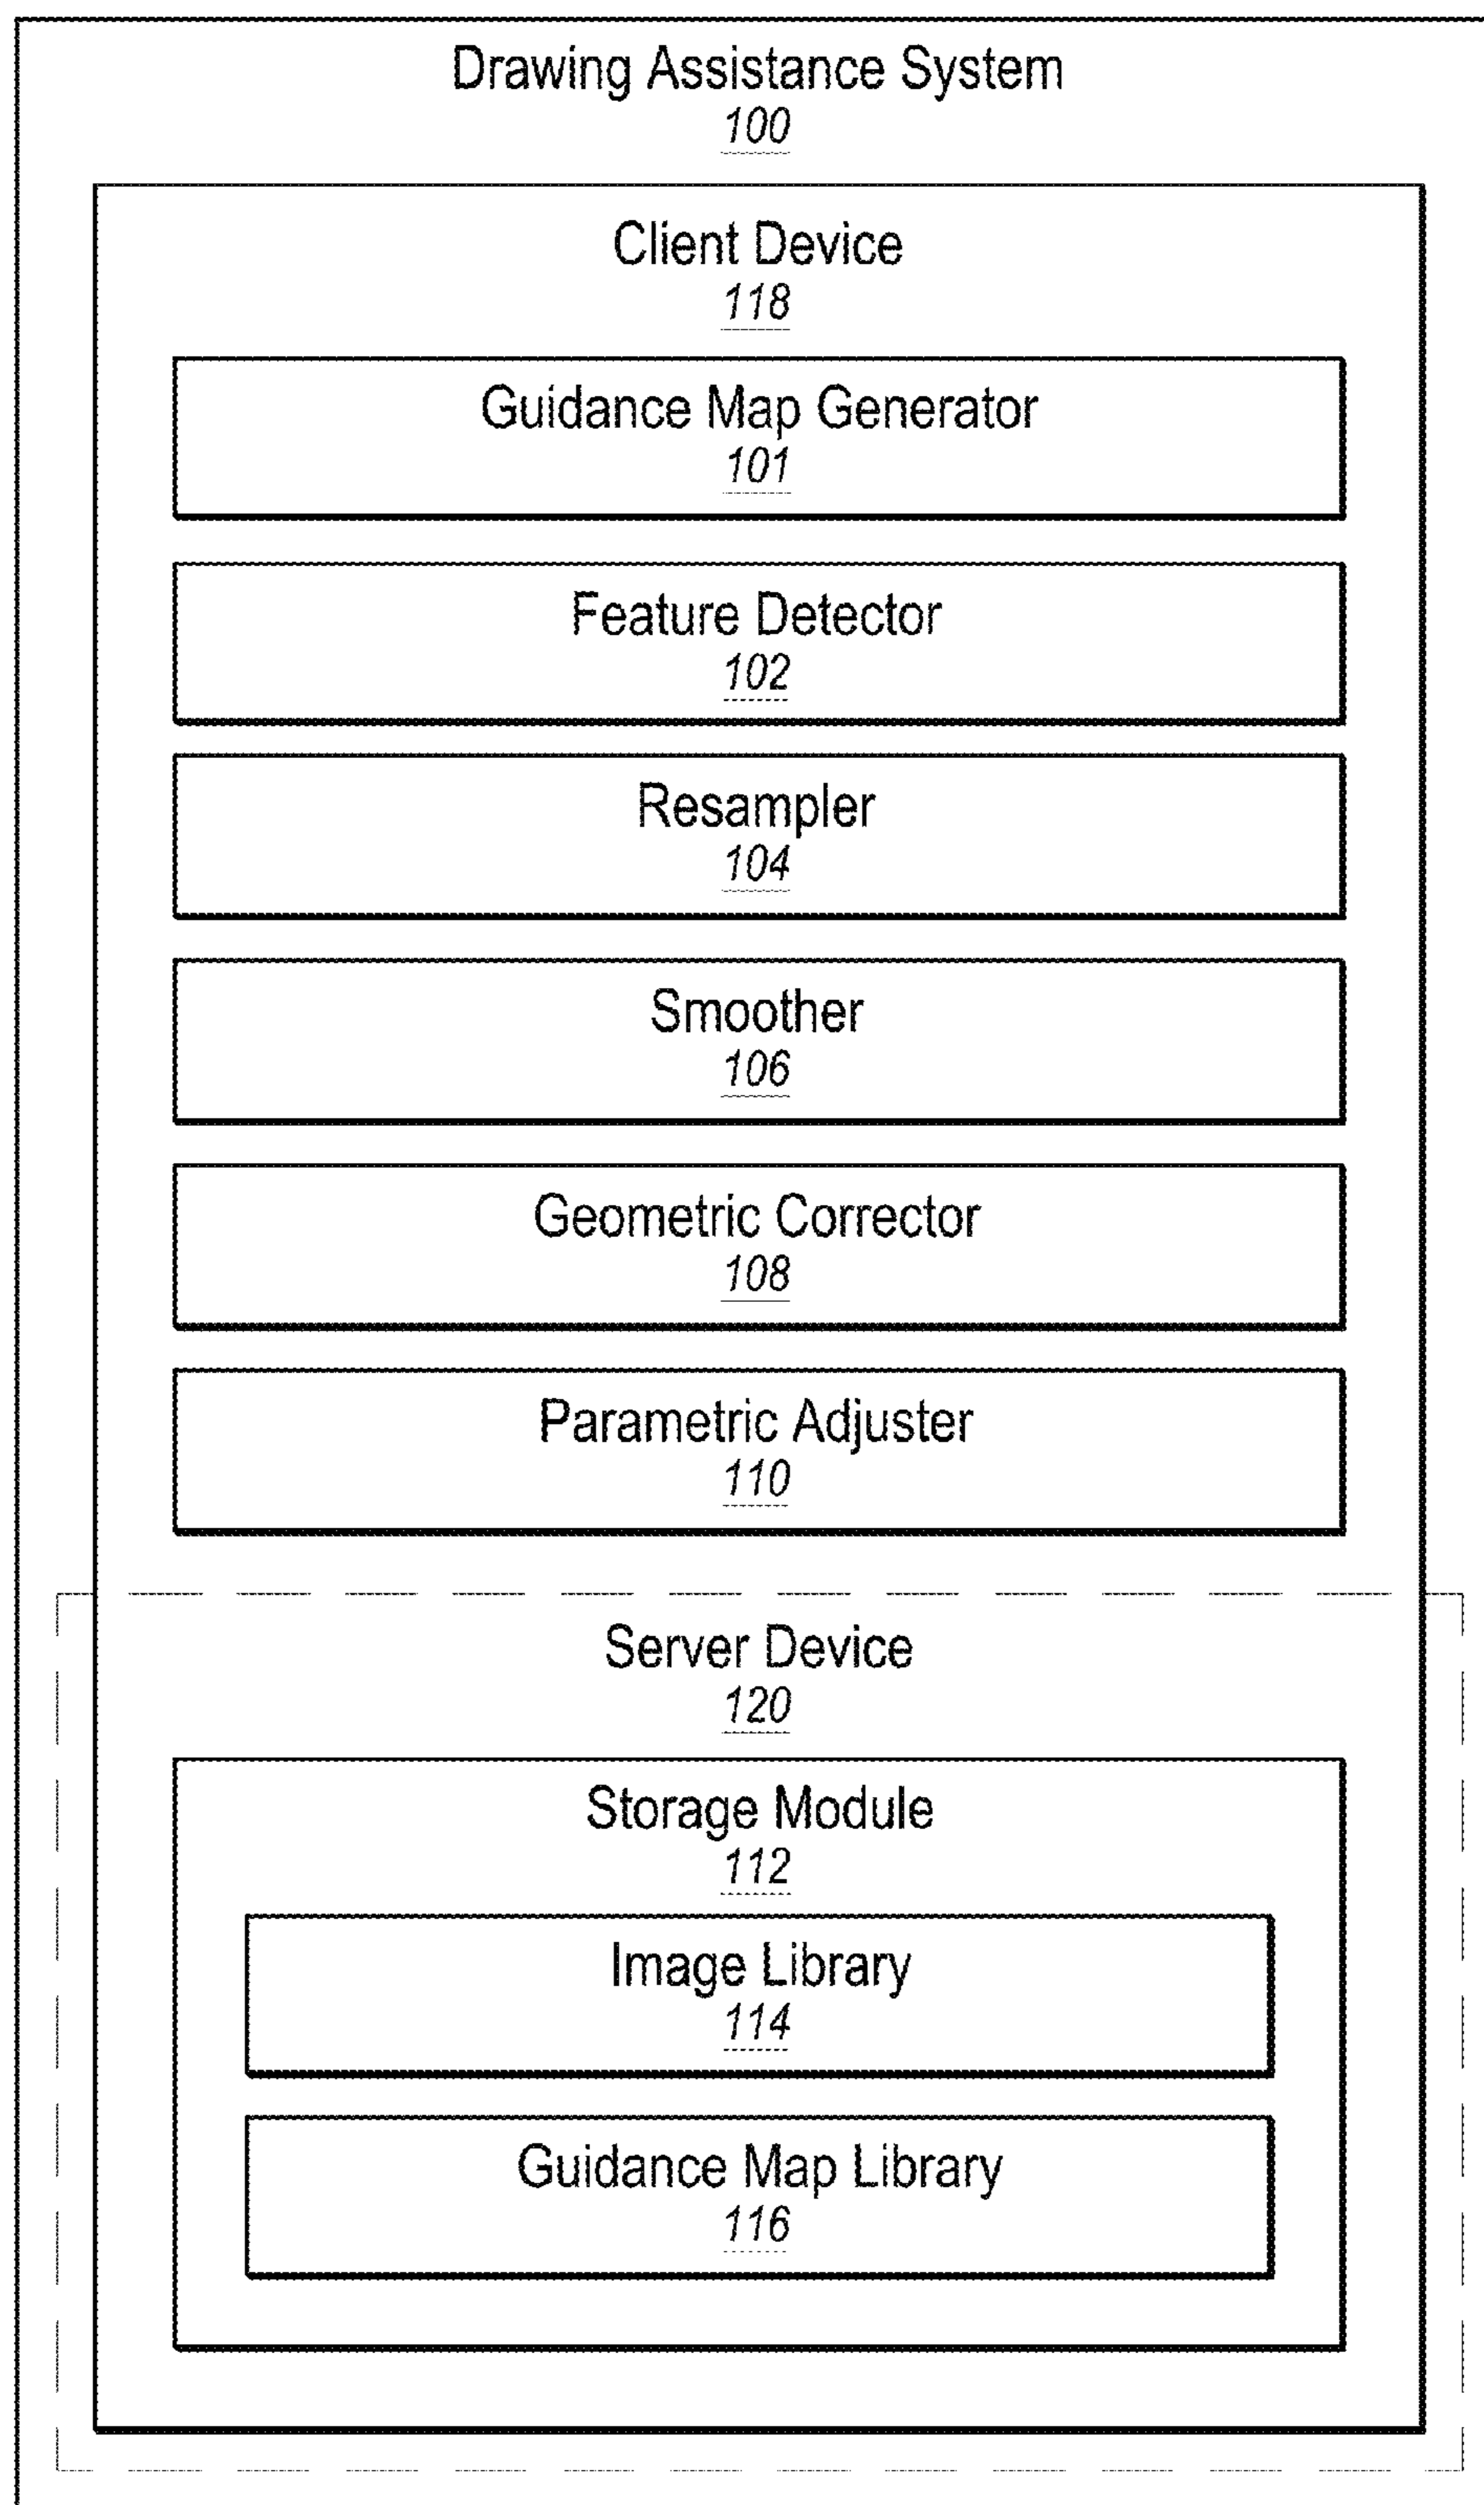 Drawing Assistance System
100
Client Device
118
Guidance Map Generator
101
Feature Detector
102
Resampler
104
Smoother
106
Geometric Corrector
108
Parametric Adjuster
110
Server Device
120
Storage Module
112
Image Library
114
Guidance Map Library
116